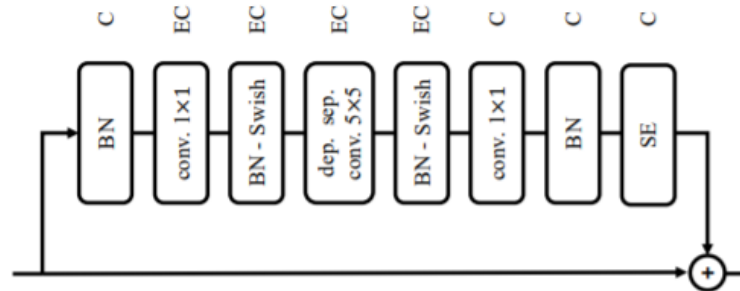 C
EC
EC
EC
EC
C
C
C
BN
conv. 1×1
BN - Swish
dep. sep.
conv. 5×5
BN - Swish
conv. 1×1
BN
SE
+